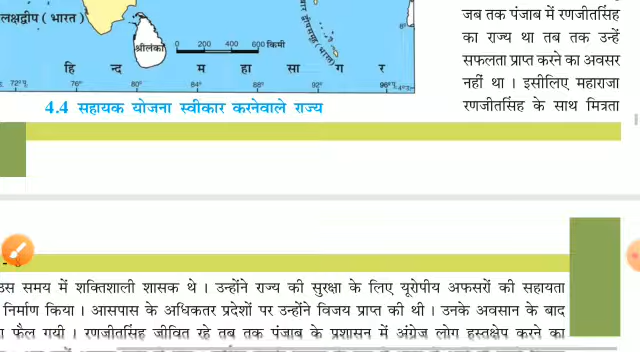 लक्षद्वीप ( भारत )
श्रीलंका
0 200 400 600 किमी
हि न्द म हा सा ग र
72° पू. 76° 80° 84° 88° 92° 96° पू.
8°
4.4 सहायक योजना स्वीकार करनेवाले राज्य
जब तक पंजाब में रणजीतसिंह
का राज्य था तब तक उन्हें
सफलता प्राप्त करने का अवसर
नहीं था । इसीलिए महाराजा
रणजीतसिंह के साथ मित्रता
उस समय में शक्तिशाली शासक थे । उन्होंने राज्य की सुरक्षा के लिए यूरोपीय अफसरों की सहायता
निर्माण किया । आसपास के अधिकतर प्रदेशों पर उन्होंने विजय प्राप्त की थी । उनके अवसान के बाद
फैल गयी । रणजीतसिंह जीवित रहे तब तक पंजाब के प्रशासन में अंग्रेज लोग हस्तक्षेप करने का